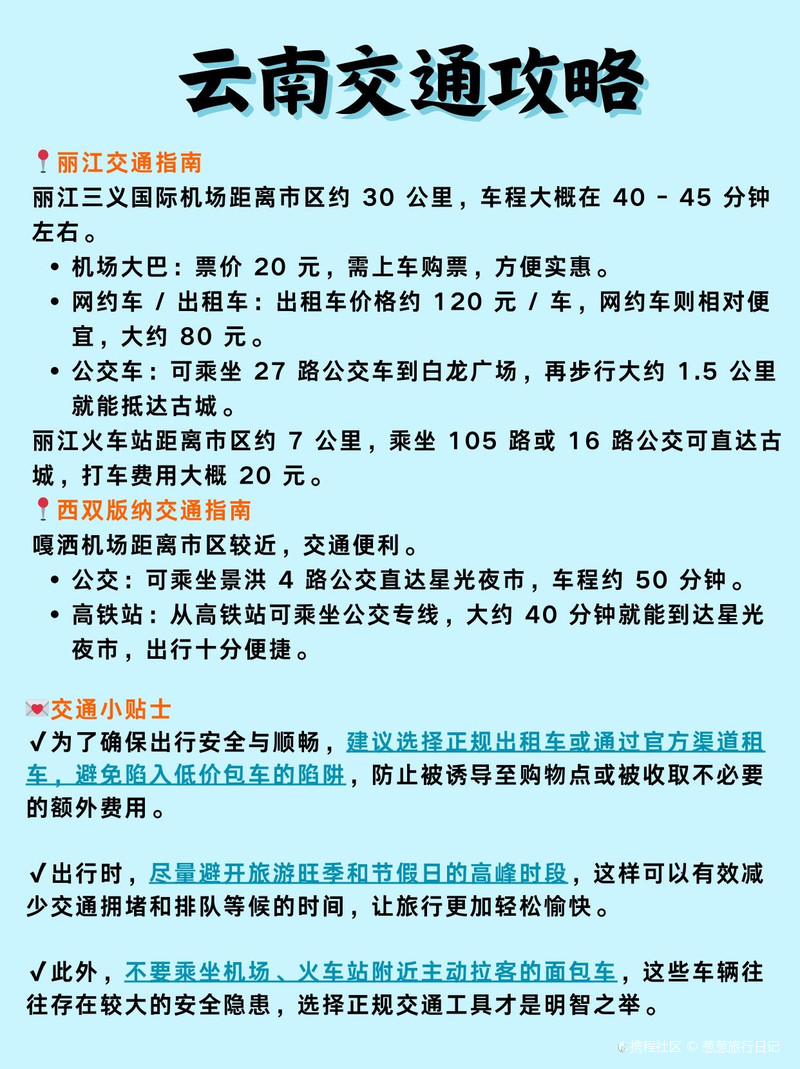 云南交通攻略
丽江交通指南
丽江三义国际机场距离市区约 30 公里，车程大概在 40 - 45 分钟
左右。
• 机场大巴：票价 20 元，需上车购票，方便实惠。
• 网约车 / 出租车：出租车价格约 120 元 / 车，网约车则相对便
宜，大约 80 元。
• 公交车：可乘坐 27 路公交车到白龙广场，再步行大约 1.5 公里
就能抵达古城。
丽江火车站距离市区约 7 公里，乘坐 105 路或 16 路公交可直达古
城，打车费用大概 20 元。
西双版纳交通指南
嘎洒机场距离市区较近，交通便利。
• 公交：可乘坐景洪 4 路公交直达星光夜市，车程约 50 分钟。
• 高铁站：从高铁站可乘坐公交专线，大约 40 分钟就能到达星光
夜市，出行十分便捷。
交通小贴士
✓为了确保出行安全与顺畅，建议选择正规出租车或通过官方渠道租
车，避免陷入低价包车的陷阱，防止被诱导至购物点或被收取不必要
的额外费用。
✓出行时，尽量避开旅游旺季和节假日的高峰时段，这样可以有效减
少交通拥堵和排队等候的时间，让旅行更加轻松愉快。
✓此外，不要乘坐机场、火车站附近主动拉客的面包车，这些车辆往
往存在较大的安全隐患，选择正规交通工具才是明智之举。
携程社区 © 葱葱旅行日记